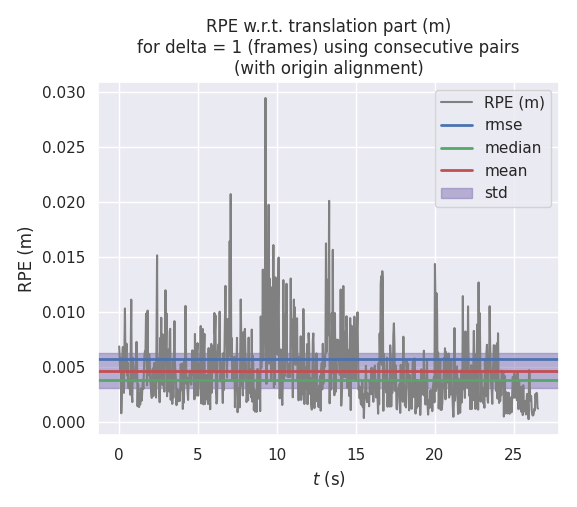 RPE w.r.t. translation part (m)
for delta = 1 (frames) using consecutive pairs
(with origin alignment)
RPE (m)
rmse
median
mean
std
0.030
0.025
0.020
0.015
0.010
0.005
0.000
RPE (m)
0
5
10
15
20
25
t (s)